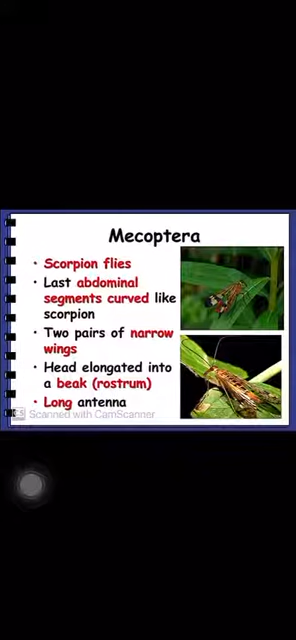 Mecoptera
• Scorpion flies
• Last abdominal
segments curved like
scorpion
• Two pairs of narrow
wings
• Head elongated into
a beak (rostrum)
• Long antenna
CS Scanned with CamScanner